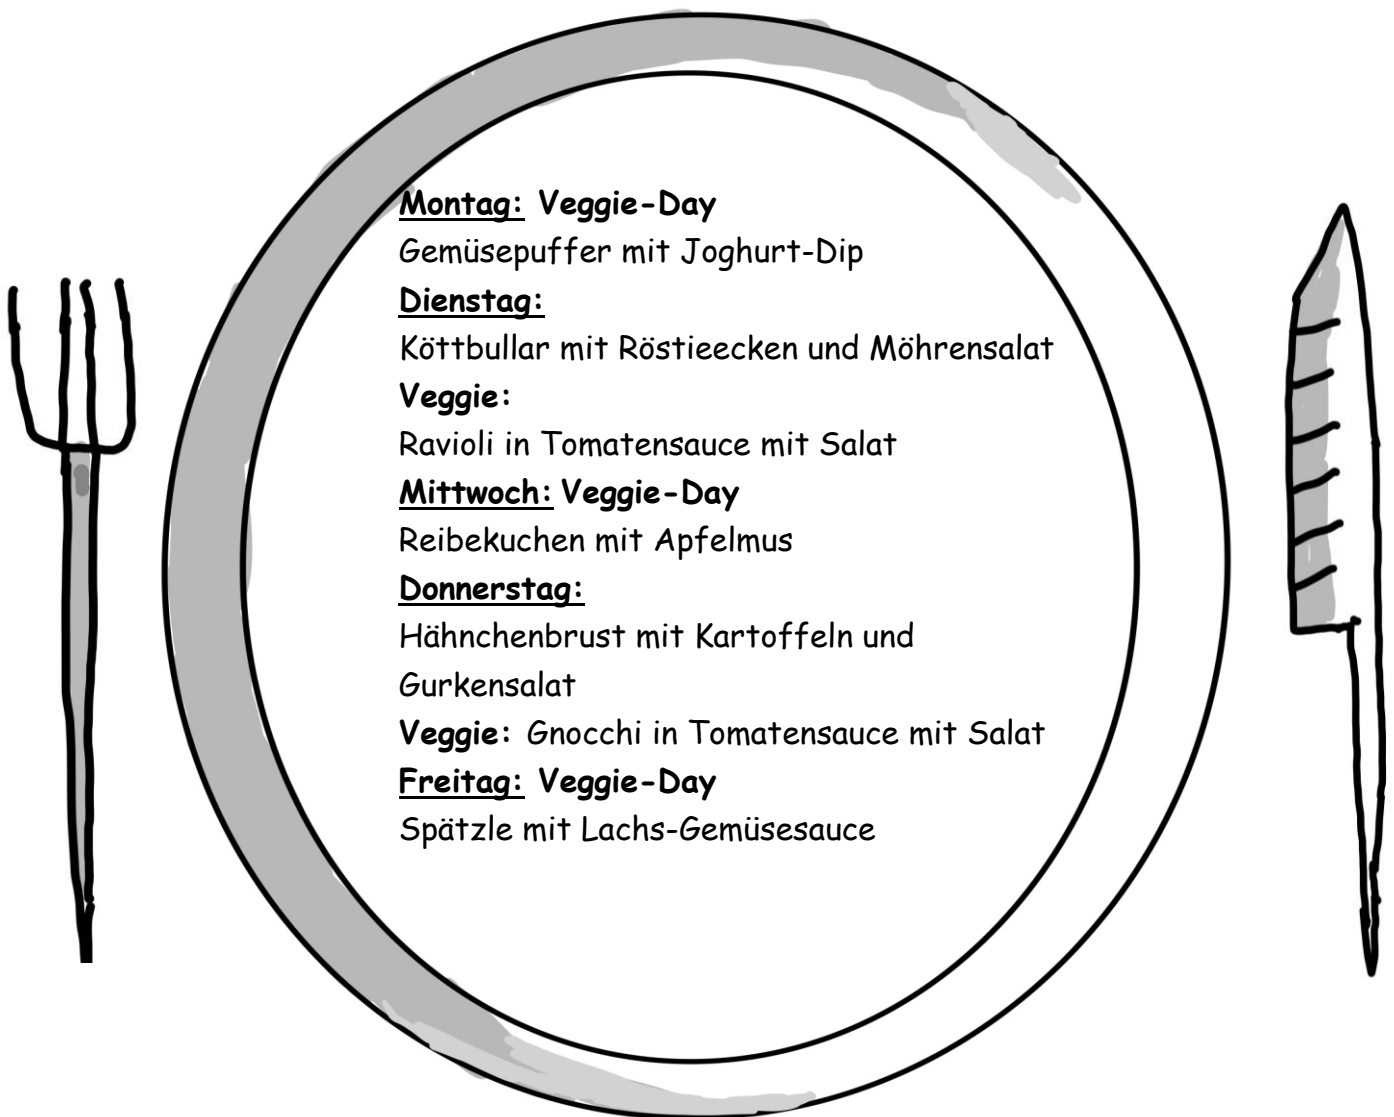 Montag: Veggie-Day
Gemüsepuffer mit Joghurt-Dip
Dienstag:
Köttbullar mit Röstieecken und Möhrensalat
Veggie:
Ravioli in Tomatensauce mit Salat
Mittwoch: Veggie-Day
Reibekuchen mit Apfelmus
Donnerstag:
Hähnchenbrust mit Kartoffeln und
Gurkensalat
Veggie: Gnocchi in Tomatensauce mit Salat
Freitag: Veggie-Day
Spätzle mit Lachs-Gemüsesauce